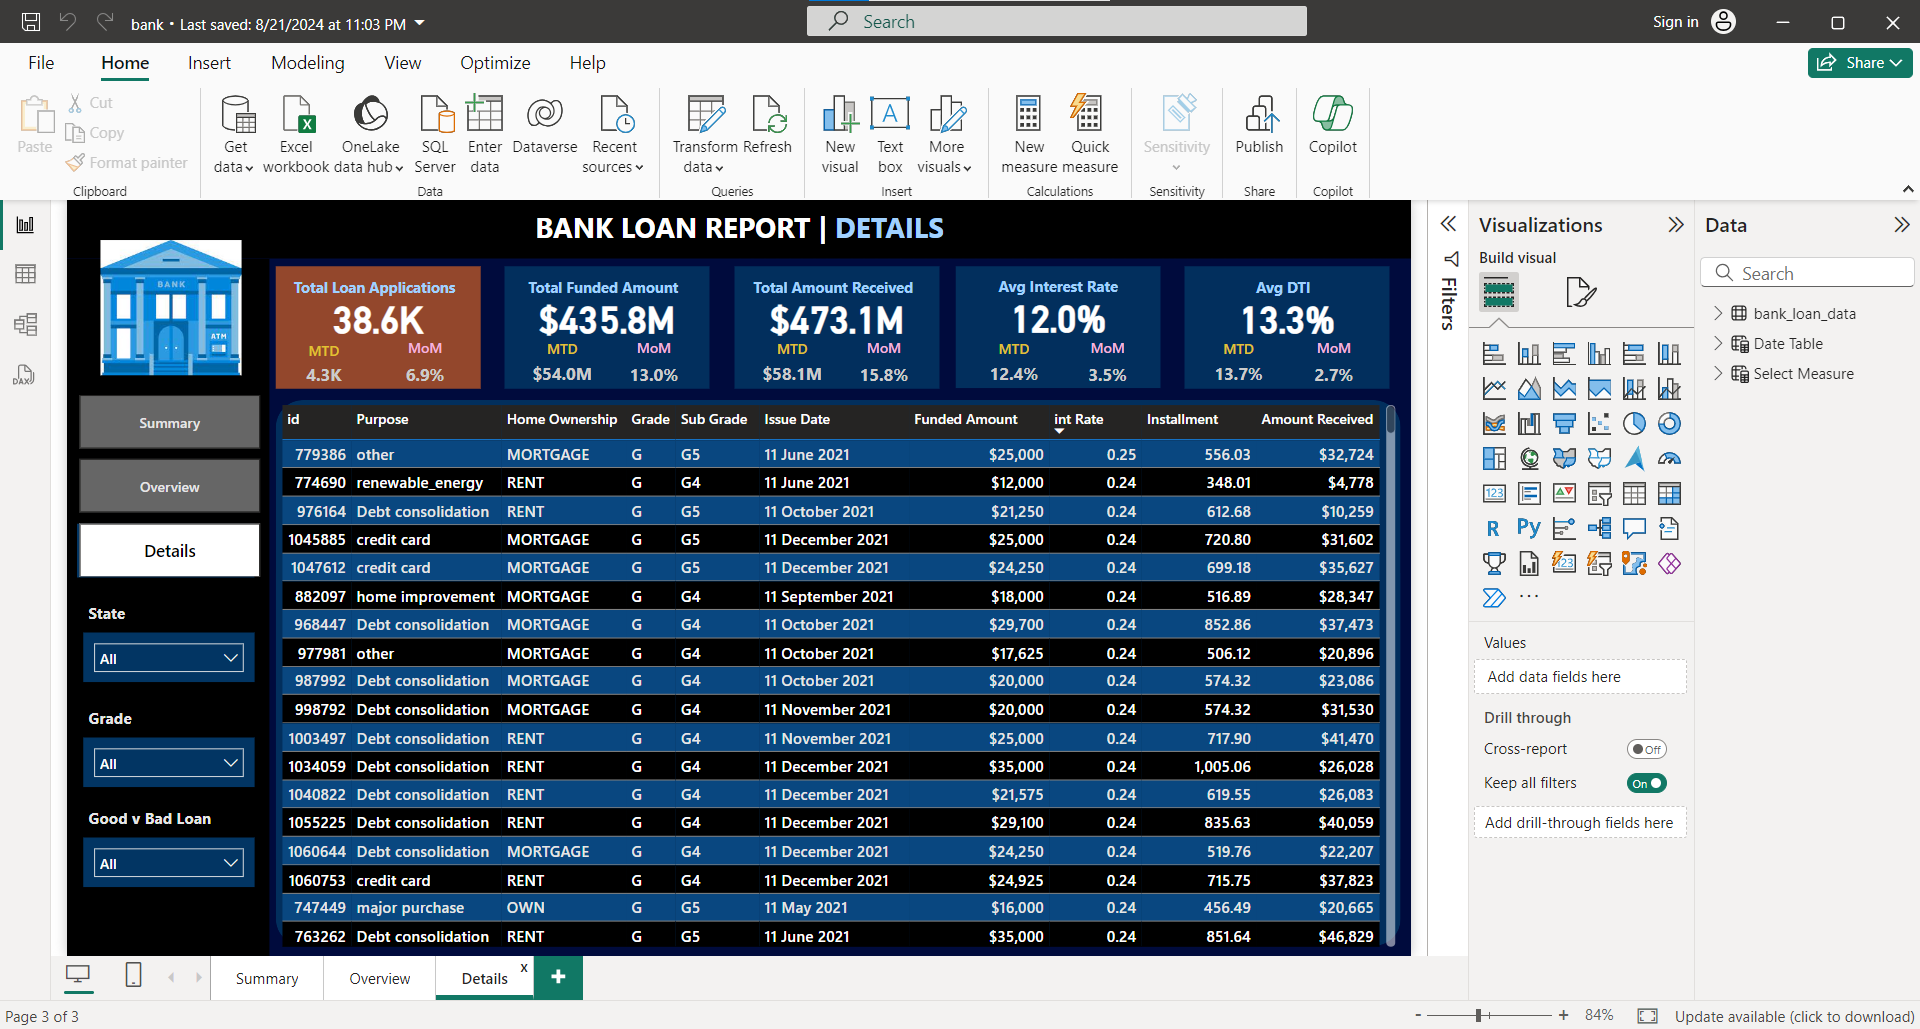 bank • Last saved: 8/21/2024 at 11:03 PM
Search
Sign in
File Home Insert Modeling View Optimize Help
Share
Paste
Cut
Copy
Format painter
Clipboard
Get data
Excel workbook
OneLake data hub
SQL Server
Enter data
Dataverse
Recent sources
Data
Transform data
Refresh
Queries
New visual
Text box
More visuals
Insert
New measure
Quick measure
Calculations
Sensitivity
Sensitivity
Publish
Share
Copilot
Copilot
DAX
BANK LOAN REPORT | DETAILS
BANK
ATM
Summary
Overview
Details
State
All
Grade
All
Good v Bad Loan
All
Total Loan Applications
38.6K
MTD MoM
4.3K 6.9%
Total Funded Amount
$435.8M
MTD MoM
$54.0M 13.0%
Total Amount Received
$473.1M
MTD MoM
$58.1M 15.8%
Avg Interest Rate
12.0%
MTD MoM
12.4% 3.5%
Avg DTI
13.3%
MTD MoM
13.7% 2.7%
id Purpose Home Ownership Grade Sub Grade Issue Date Funded Amount int Rate Installment Amount Received
779386 other MORTGAGE G G5 11 June 2021 $25,000 0.25 556.03 $32,724
774690 renewable_energy RENT G G4 11 June 2021 $12,000 0.24 348.01 $4,778
976164 Debt consolidation RENT G G5 11 October 2021 $21,250 0.24 612.68 $10,259
1045885 credit card MORTGAGE G G5 11 December 2021 $25,000 0.24 720.80 $31,602
1047612 credit card MORTGAGE G G5 11 December 2021 $24,250 0.24 699.18 $35,627
882097 home improvement MORTGAGE G G4 11 September 2021 $18,000 0.24 516.89 $28,347
968447 Debt consolidation MORTGAGE G G4 11 October 2021 $29,700 0.24 852.86 $37,473
977981 other MORTGAGE G G4 11 October 2021 $17,625 0.24 506.12 $20,896
987992 Debt consolidation MORTGAGE G G4 11 October 2021 $20,000 0.24 574.32 $23,086
998792 Debt consolidation MORTGAGE G G4 11 November 2021 $20,000 0.24 574.32 $31,530
1003497 Debt consolidation RENT G G4 11 November 2021 $25,000 0.24 717.90 $41,470
1034059 Debt consolidation RENT G G4 11 December 2021 $35,000 0.24 1,005.06 $26,028
1040822 Debt consolidation RENT G G4 11 December 2021 $21,575 0.24 619.55 $26,083
1055225 Debt consolidation RENT G G4 11 December 2021 $29,100 0.24 835.63 $40,059
1060644 Debt consolidation MORTGAGE G G4 11 December 2021 $24,250 0.24 519.76 $22,207
1060753 credit card RENT G G4 11 December 2021 $24,925 0.24 715.75 $37,823
747449 major purchase OWN G G5 11 May 2021 $16,000 0.24 456.49 $20,665
763262 Debt consolidation RENT G G5 11 June 2021 $35,000 0.24 851.64 $46,829
Filters
Visualizations
Build visual
123
R Py
123
Values
Add data fields here
Drill through
Cross-report Off
Keep all filters On
Add drill-through fields here
Data
Search
bank_loan_data
Date Table
Select Measure
Summary Overview Details x +
Page 3 of 3
- + 84%
Update available (click to download)